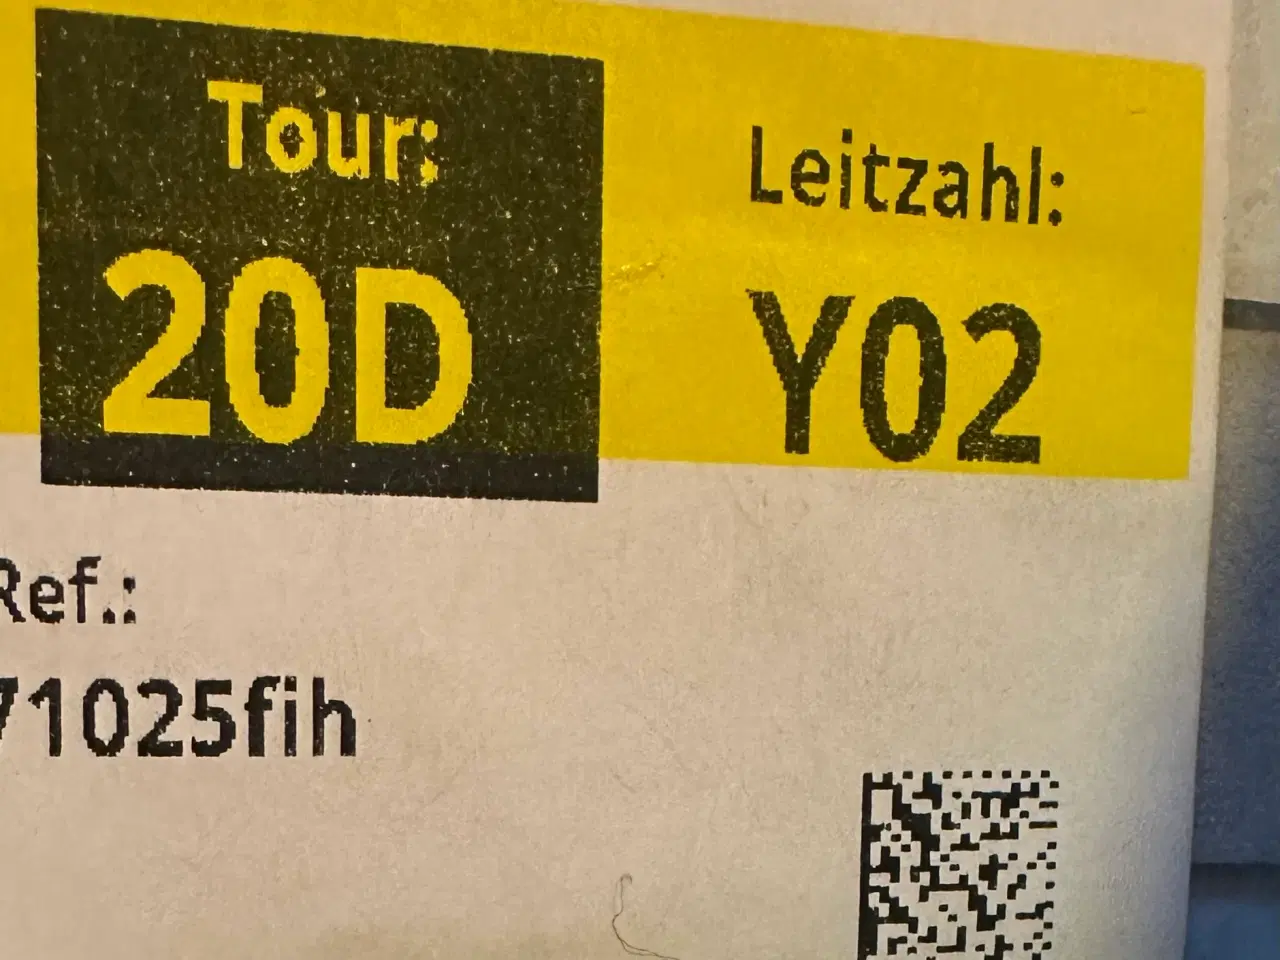 Tour:
20D
Leitzahl:
Y02
Ref.:
71025fih